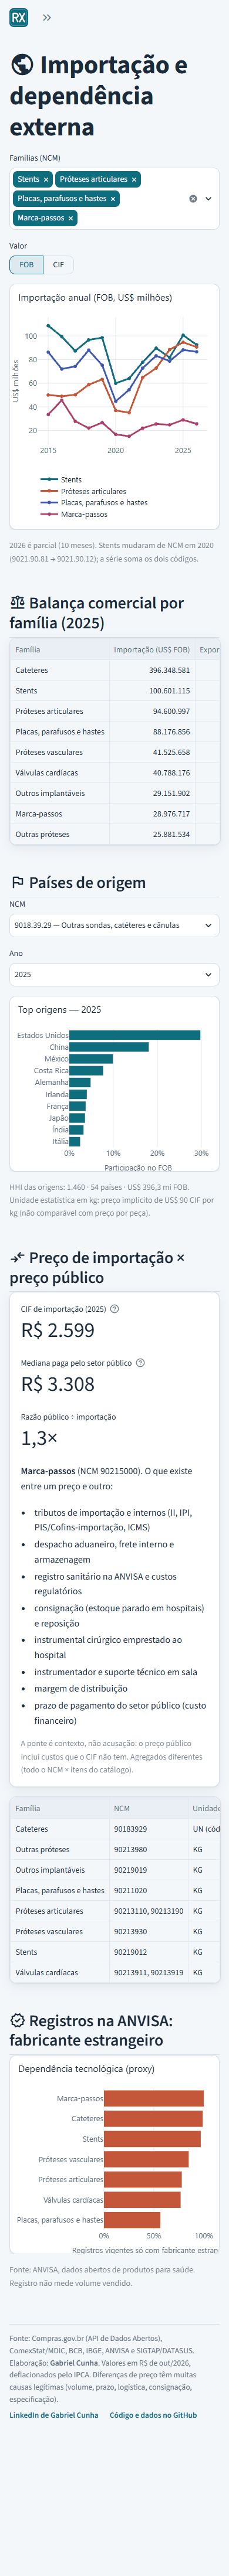 RX
Importação e
dependência
externa
Famílias (NCM)
Stents × Próteses articulares ×
Placas, parafusos e hastes ×
Marca-passos ×
Valor
FOB CIF
Importação anual (FOB, US$ milhões)
100
80
60
40
20
US$ milhões
2015 2020 2025
Stents
Próteses articulares
Placas, parafusos e hastes
Marca-passos
2026 é parcial (10 meses). Stents mudaram de NCM em 2020
(9021.90.81 → 9021.90.12); a série soma os dois códigos.
Balança comercial por
família (2025)
Família Importação (US$ FOB) Expor
Cateteres 396.348.581
Stents 100.601.115
Próteses articulares 94.600.997
Placas, parafusos e hastes 88.176.856
Próteses vasculares 41.525.658
Válvulas cardíacas 40.788.176
Outros implantáveis 29.151.902
Marca-passos 28.976.717
Outras próteses 25.881.534
Países de origem
NCM
9018.39.29 — Outras sondas, catéteres e cânulas
Ano
2025
Top origens — 2025
Estados Unidos
China
México
Costa Rica
Alemanha
Irlanda
França
Japão
Índia
Itália
0% 10% 20% 30%
Participação no FOB
HHI das origens: 1.460 · 54 países · US$ 396,3 mi FOB.
Unidade estatística em kg: preço implícito de US$ 90 CIF por
kg (não comparável com preço por peça).
Preço de importação ×
preço público
CIF de importação (2025)
R$ 2.599
Mediana paga pelo setor público
R$ 3.308
Razão público ÷ importação
1,3×
Marca-passos (NCM 90215000). O que existe
entre um preço e outro:
• tributos de importação e internos (II, IPI,
PIS/Cofins-importação, ICMS)
• despacho aduaneiro, frete interno e
armazenagem
• registro sanitário na ANVISA e custos
regulatórios
• consignação (estoque parado em hospitais)
e reposição
• instrumental cirúrgico emprestado ao
hospital
• instrumentador e suporte técnico em sala
• margem de distribuição
• prazo de pagamento do setor público (custo
financeiro)
A ponte é contexto, não acusação: o preço público
inclui custos que o CIF não tem. Agregados diferentes
(todo o NCM × itens do catálogo).
Família NCM Unidade
Cateteres 90183929 UN (cód
Outras próteses 90213980 KG
Outros implantáveis 90219019 KG
Placas, parafusos e hastes 90211020 KG
Próteses articulares 90213110, 90213190 KG
Próteses vasculares 90213930 KG
Stents 90219012 KG
Válvulas cardíacas 90213911, 90213919 KG
Registros na ANVISA:
fabricante estrangeiro
Dependência tecnológica (proxy)
Marca-passos
Cateteres
Stents
Próteses vasculares
Próteses articulares
Válvulas cardíacas
Placas, parafusos e hastes
0% 50% 100%
Registros vigentes só com fabricante estran
Fonte: ANVISA, dados abertos de produtos para saúde.
Registro não mede volume vendido.
Fonte: Compras.gov.br (API de Dados Abertos),
ComexStat/MDIC, BCB, IBGE, ANVISA e SIGTAP/DATASUS.
Elaboração: Gabriel Cunha. Valores em R$ de out/2026,
deflacionados pelo IPCA. Diferenças de preço têm muitas
causas legítimas (volume, prazo, logística, consignação,
especificação).
LinkedIn de Gabriel Cunha Código e dados no GitHub